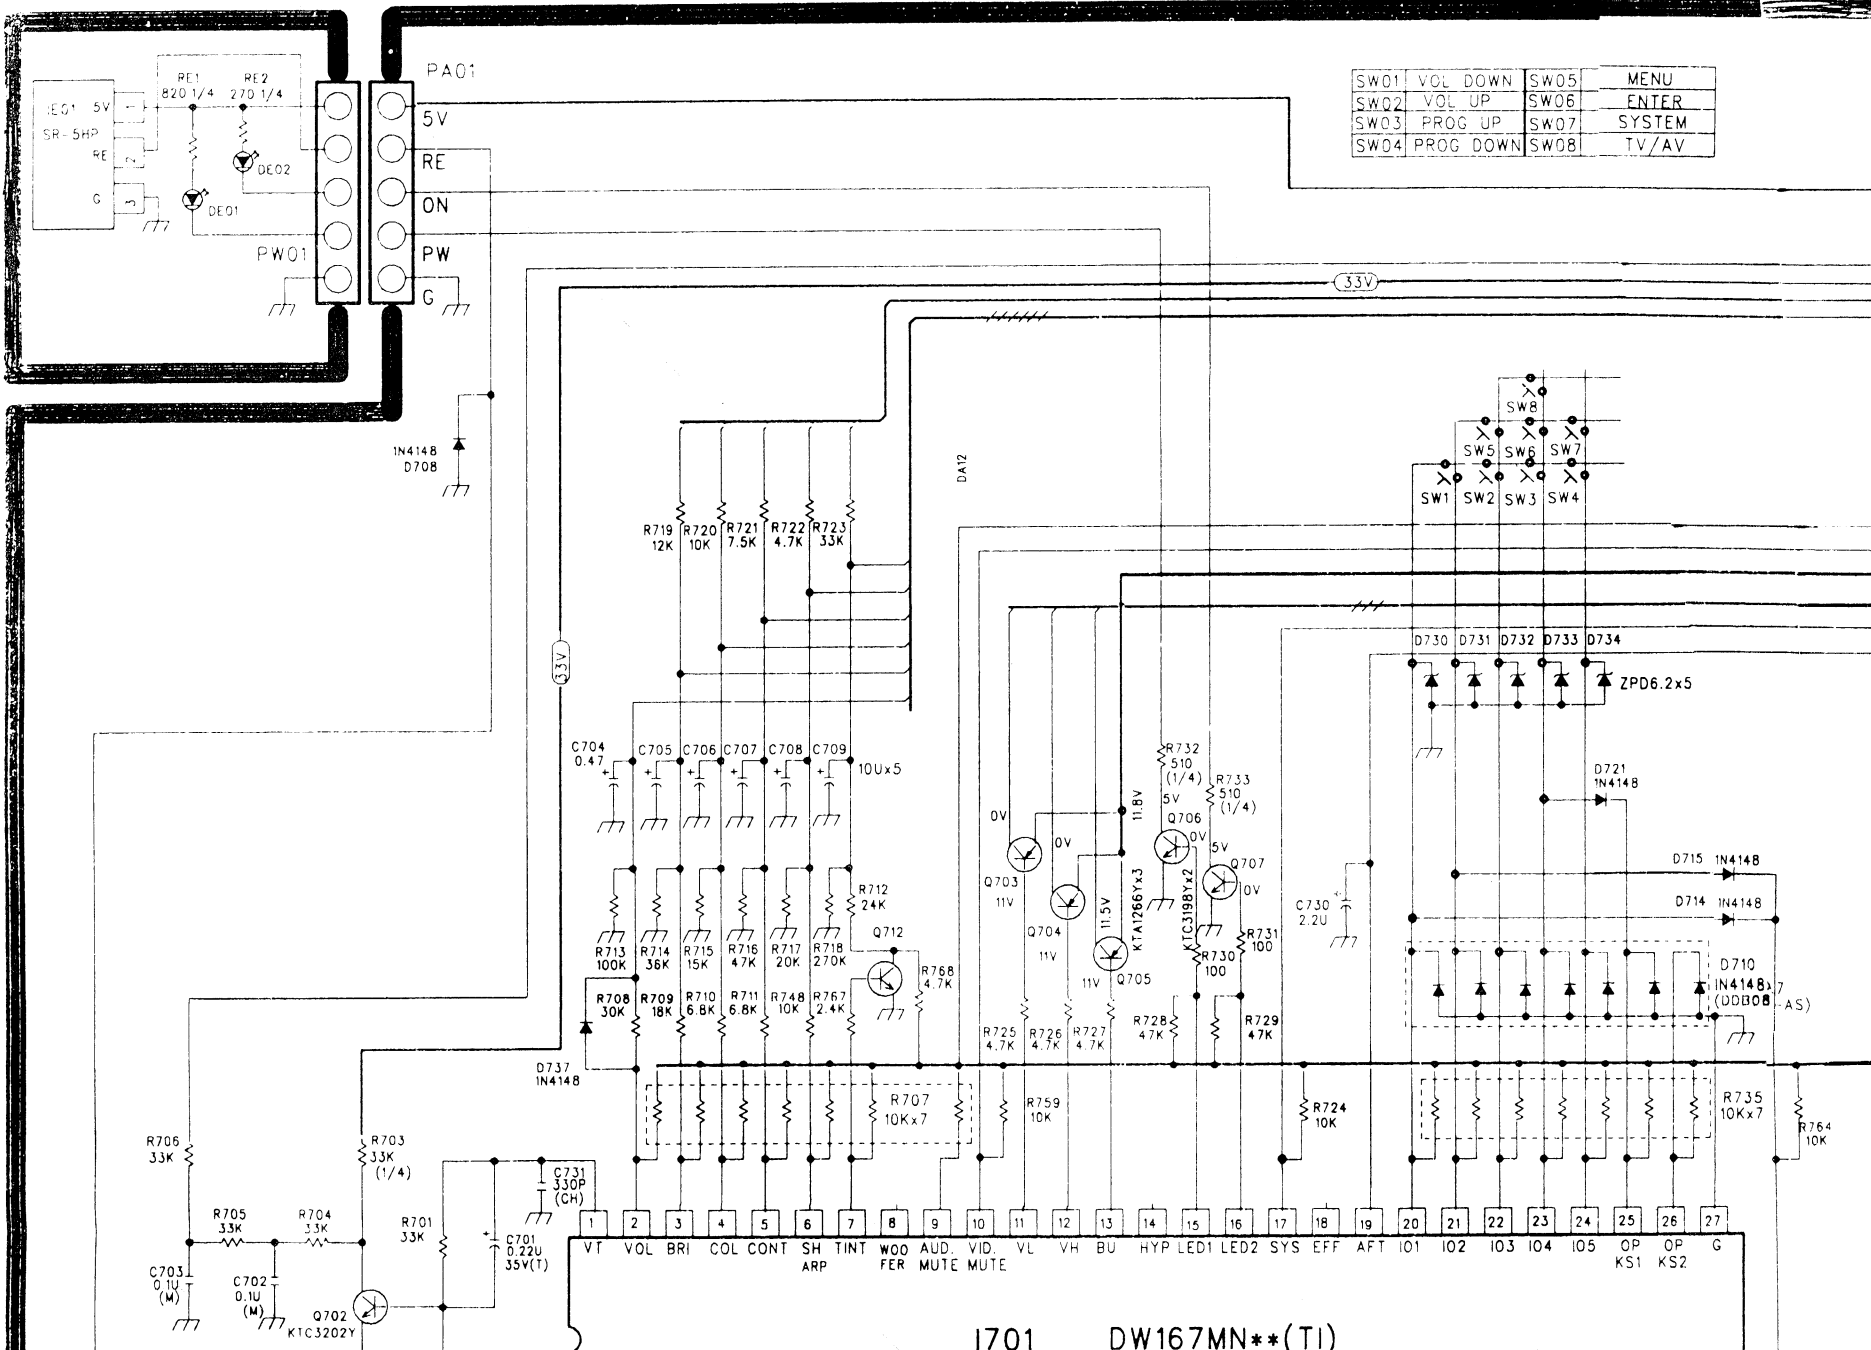 PA01
RE1
820 1/4
RE2
270 1/4
IE01 5V
SR-5HP
RE
G
1
2
3
DE02
DE01
PW01
5V
RE
ON
PW
G
SW01 VOL DOWN SW05 MENU
SW02 VOL UP SW06 ENTER
SW03 PROG UP SW07 SYSTEM
SW04 PROG DOWN SW08 TV/AV
33V
1N4148
D708
33V
DA12
R719
12K
R720
10K
R721
7.5K
R722
4.7K
R723
33K
SW8
SW5 SW6 SW7
SW1 SW2 SW3 SW4
D730 D731 D732 D733 D734
ZPD6.2x5
C704
0.47
C705 C706 C707 C708 C709
10Ux5
D721
1N4148
R732
510
(1/4)
R733
510
(1/4)
5V
Q706
0V
5V
Q707
0V
0V
0V
11.8V
Q703
11V
Q704
11V
11.5V
Q705
11V
KTA1266Yx3
KTC3198Yx2
D715 1N4148
D714 1N4148
C730
2.2U
R712
24K
Q712
R713
100K
R714
36K
R715
15K
R716
47K
R717
20K
R718
270K
R768
4.7K
R730
100
R731
100
D710
1N4148x7
(DDB08-AS)
R708
30K
R709
18K
R710
6.8K
R711
6.8K
R748
10K
R767
2.4K
R725
4.7K
R726
4.7K
R727
4.7K
R728
47K
R729
47K
D737
1N4148
R707
10Kx7
R759
10K
R724
10K
R735
10Kx7
R764
10K
R706
33K
R703
33K
(1/4)
C731
330P
(CH)
R705
33K
R704
33K
R701
33K
C701
0.22U
35V(T)
C703
0.1U
(M)
C702
0.1U
(M)
Q702
KTC3202Y
1 2 3 4 5 6 7 8 9 10 11 12 13 14 15 16 17 18 19 20 21 22 23 24 25 26 27
VT VOL BRI COL CONT SH TINT WOO AUD. VID. VL VH BU HYP LED1 LED2 SYS EFF AFT IO1 IO2 IO3 IO4 IO5 OP OP G
ARP FER MUTE MUTE KS1 KS2
I701 DW167MN**(TI)